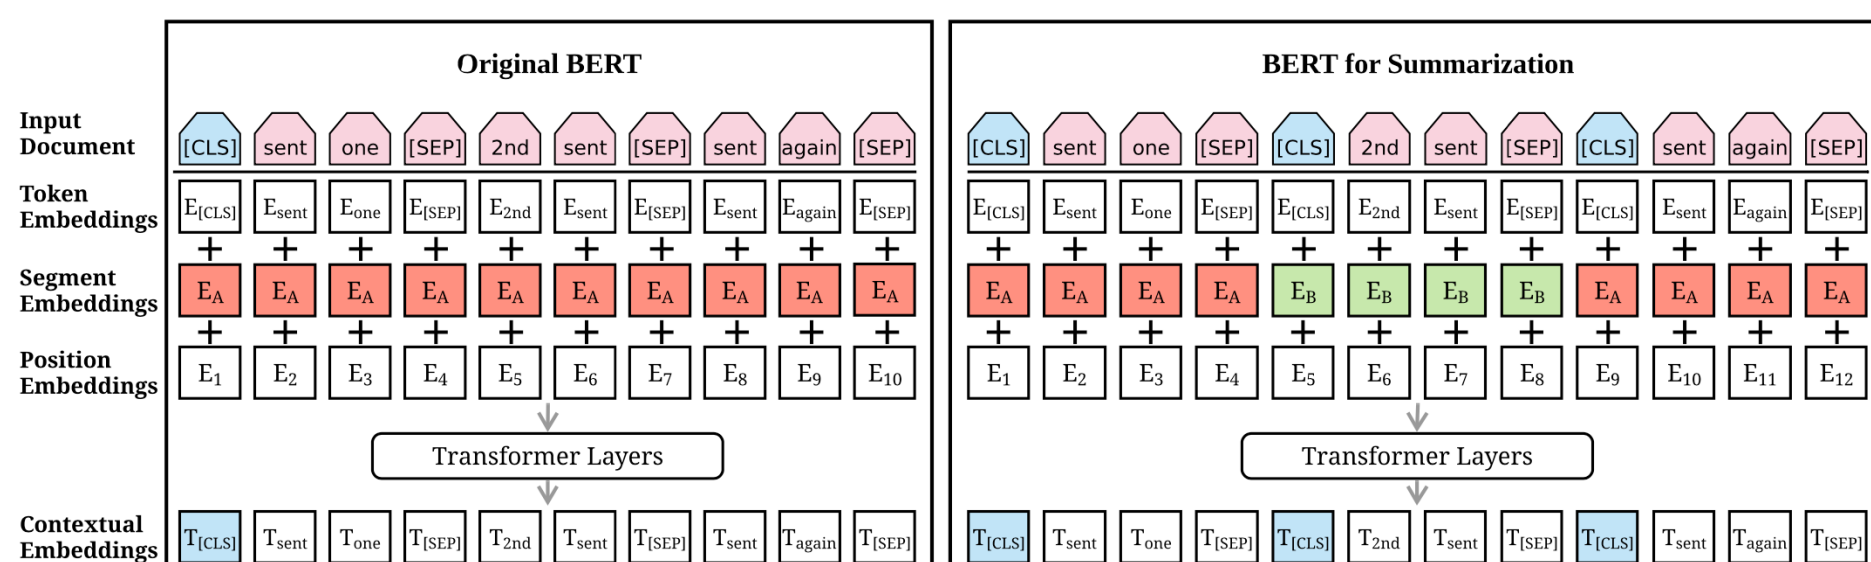 Original BERT
BERT for Summarization
Input
Document
[CLS] sent one [SEP] 2nd sent [SEP] sent again [SEP]
[CLS] sent one [SEP] [CLS] 2nd sent [SEP] [CLS] sent again [SEP]
Token
Embeddings
E[CLS] Esent Eone E[SEP] E2nd Esent E[SEP] Esent Eagain E[SEP]
E[CLS] Esent Eone E[SEP] E[CLS] E2nd Esent E[SEP] E[CLS] Esent Eagain E[SEP]
+ + + + + + + + + +
+ + + + + + + + + + + +
Segment
Embeddings
EA EA EA EA EA EA EA EA EA EA
EA EA EA EA EB EB EB EB EA EA EA EA
+ + + + + + + + + +
+ + + + + + + + + + + +
Position
Embeddings
E1 E2 E3 E4 E5 E6 E7 E8 E9 E10
E1 E2 E3 E4 E5 E6 E7 E8 E9 E10 E11 E12
Transformer Layers
Transformer Layers
Contextual
Embeddings
T[CLS] Tsent Tone T[SEP] T2nd Tsent T[SEP] Tsent Tagain T[SEP]
T[CLS] Tsent Tone T[SEP] T[CLS] T2nd Tsent T[SEP] T[CLS] Tsent Tagain T[SEP]